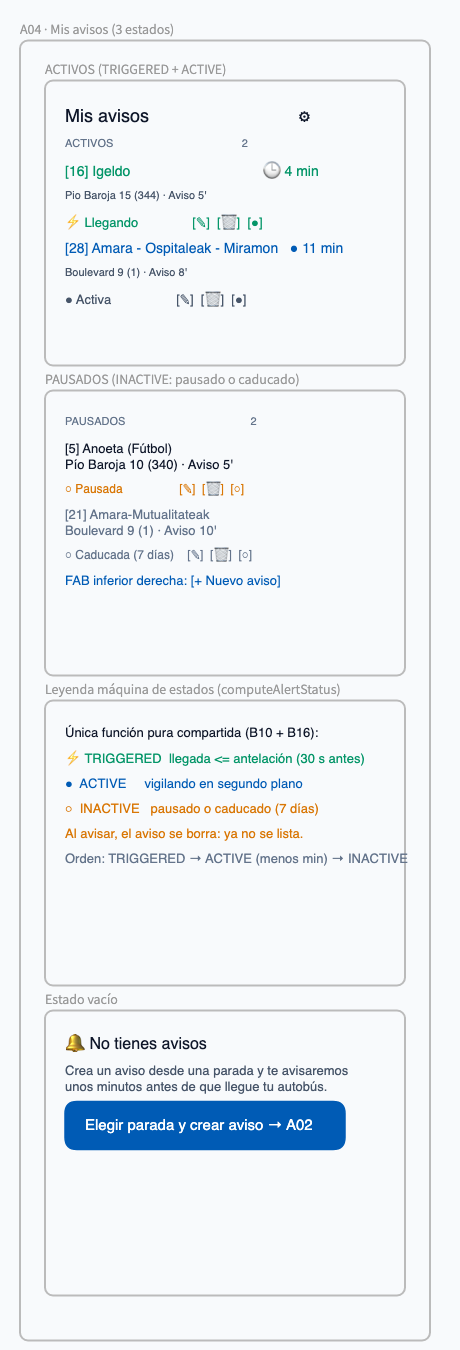 A04 · Mis avisos (3 estados)
ACTIVOS (TRIGGERED + ACTIVE)
Mis avisos ⚙
ACTIVOS 2
[16] Igeldo 🕒 4 min
Pio Baroja 15 (344) · Aviso 5'
⚡ Llegando [✎] [🗑] [●]
[28] Amara - Ospitaleak - Miramon ● 11 min
Boulevard 9 (1) · Aviso 8'
● Activa [✎] [🗑] [●]
PAUSADOS (INACTIVE: pausado o caducado)
PAUSADOS 2
[5] Anoeta (Fútbol)
Pío Baroja 10 (340) · Aviso 5'
○ Pausada [✎] [🗑] [○]
[21] Amara-Mutualitateak
Boulevard 9 (1) · Aviso 10'
○ Caducada (7 días) [✎] [🗑] [○]
FAB inferior derecha: [+ Nuevo aviso]
Leyenda máquina de estados (computeAlertStatus)
Única función pura compartida (B10 + B16):
⚡ TRIGGERED llegada <= antelación (30 s antes)
● ACTIVE vigilando en segundo plano
○ INACTIVE pausado o caducado (7 días)
Al avisar, el aviso se borra: ya no se lista.
Orden: TRIGGERED → ACTIVE (menos min) → INACTIVE
Estado vacío
🔔 No tienes avisos
Crea un aviso desde una parada y te avisaremos
unos minutos antes de que llegue tu autobús.
Elegir parada y crear aviso → A02